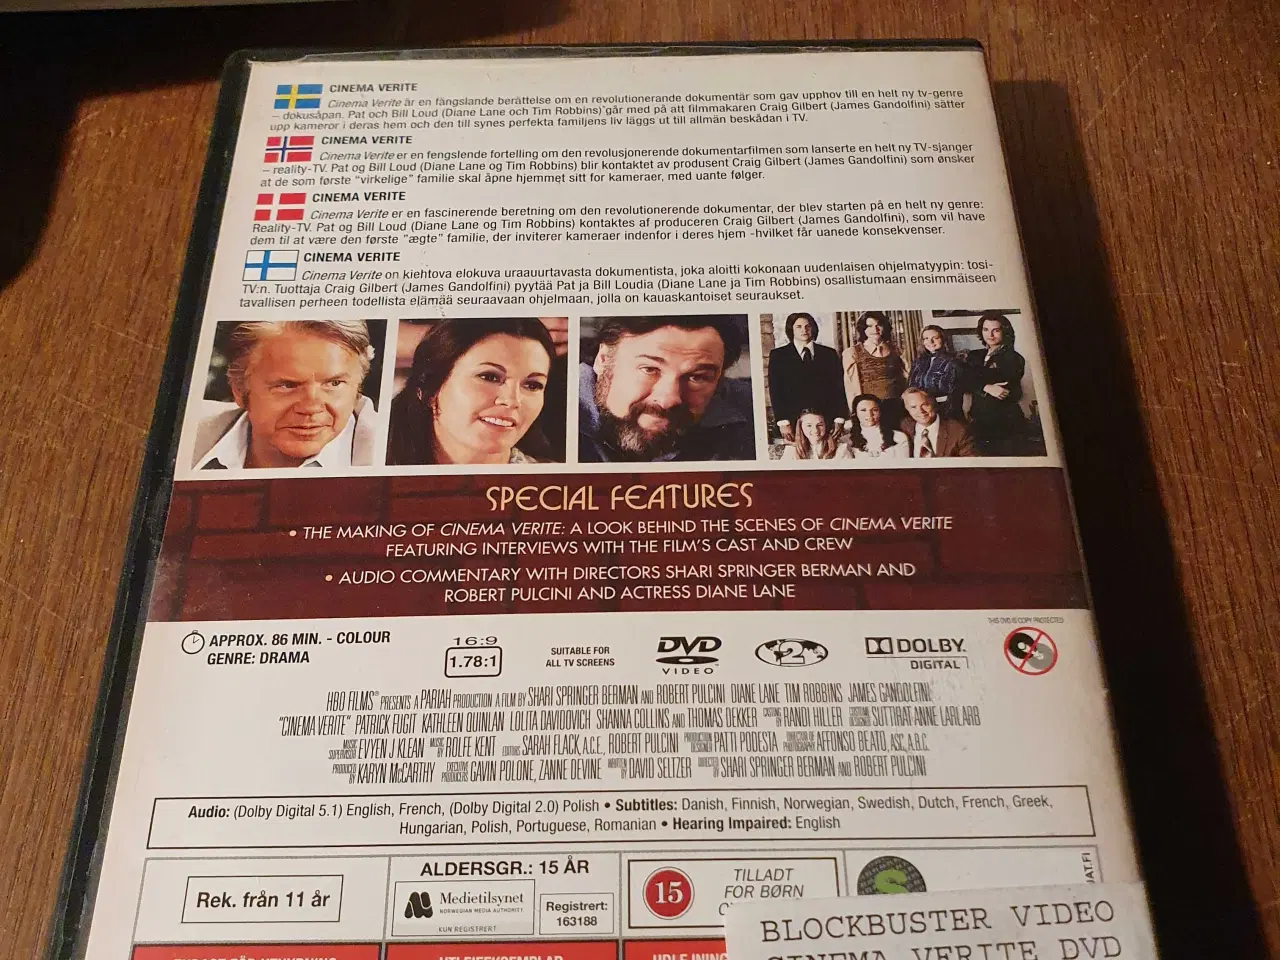 CINEMA VERITE
Cinema Verite är en fängslande berättelse om en revolutionerande dokumentär som gav upphov till en helt ny tv-genre
– dokusåpan. Pat och Bill Loud (Diane Lane och Tim Robbins) går med på att filmmakaren Craig Gilbert (James Gandolfini) sätter
upp kameror i deras hem och den till synes perfekta familjens liv läggs ut till allmän beskådan i TV.
CINEMA VERITE
Cinema Verite er en fengslende fortelling om den revolusjonerende dokumentarfilmen som lanserte en helt ny TV-sjanger
– reality-TV. Pat og Bill Loud (Diane Lane og Tim Robbins) blir kontaktet av produsent Craig Gilbert (James Gandolfini) som ønsker
at de som første "virkelige" familie skal åpne hjemmet sitt for kameraer, med uante følger.
CINEMA VERITE
Cinema Verite er en fascinerende beretning om den revolutionerende dokumentar, der blev starten på en helt ny genre:
Reality-TV. Pat og Bill Loud (Diane Lane og Tim Robbins) kontaktes af produceren Craig Gilbert (James Gandolfini), som vil have
dem til at være den første "ægte" familie, der inviterer kameraer indenfor i deres hjem -hvilket får uanede konsekvenser.
CINEMA VERITE
Cinema Verite on kiehtova elokuva uraauurtavasta dokumentista, joka aloitti kokonaan uudenlaisen ohjelmatyypin: tosi-
TV:n. Tuottaja Craig Gilbert (James Gandolfini) pyytää Pat ja Bill Loudia (Diane Lane ja Tim Robbins) osallistumaan ensimmäiseen
tavallisen perheen todellista elämää seuraavaan ohjelmaan, jolla on kauaskantoiset seuraukset.
SPECIAL FEATURES
• THE MAKING OF CINEMA VERITE: A LOOK BEHIND THE SCENES OF CINEMA VERITE
FEATURING INTERVIEWS WITH THE FILM'S CAST AND CREW
• AUDIO COMMENTARY WITH DIRECTORS SHARI SPRINGER BERMAN AND
ROBERT PULCINI AND ACTRESS DIANE LANE
THIS DVD IS COPY PROTECTED
APPROX. 86 MIN. - COLOUR
GENRE: DRAMA
16:9
1.78:1
SUITABLE FOR
ALL TV SCREENS
DVD
VIDEO
2
DOLBY
DIGITAL
HBO FILMS® PRESENTS A PARIAH PRODUCTION A FILM BY SHARI SPRINGER BERMAN AND ROBERT PULCINI DIANE LANE TIM ROBBINS JAMES GANDOLFINI
"CINEMA VERITE" PATRICK FUGIT KATHLEEN QUINLAN LOLITA DAVIDOVICH SHANNA COLLINS AND THOMAS DEKKER CASTING BY RANDI HILLER COSTUME DESIGNER SUTTIRAT ANNE LARLARB
MUSIC SUPERVISOR EVYEN J KLEAN MUSIC BY ROLFE KENT EDITORS SARAH FLACK, A.C.E., ROBERT PULCINI PRODUCTION DESIGNER PATTI PODESTA DIRECTOR OF PHOTOGRAPHY AFFONSO BEATO, ASC, A.B.C.
PRODUCED BY KARYN McCARTHY EXECUTIVE PRODUCERS GAVIN POLONE, ZANNE DEVINE WRITTEN BY DAVID SELTZER DIRECTED BY SHARI SPRINGER BERMAN AND ROBERT PULCINI
Audio: (Dolby Digital 5.1) English, French, (Dolby Digital 2.0) Polish • Subtitles: Danish, Finnish, Norwegian, Swedish, Dutch, French, Greek,
Hungarian, Polish, Portuguese, Romanian • Hearing Impaired: English
Rek. från 11 år
ALDERSGR.: 15 ÅR
Medietilsynet
NORWEGIAN MEDIA AUTHORITY
KUN REGISTRERT
Registrert:
163188
15
TILLADT
FOR BØRN
S
AT.FI
BLOCKBUSTER VIDEO
CINEMA VERITE DVD